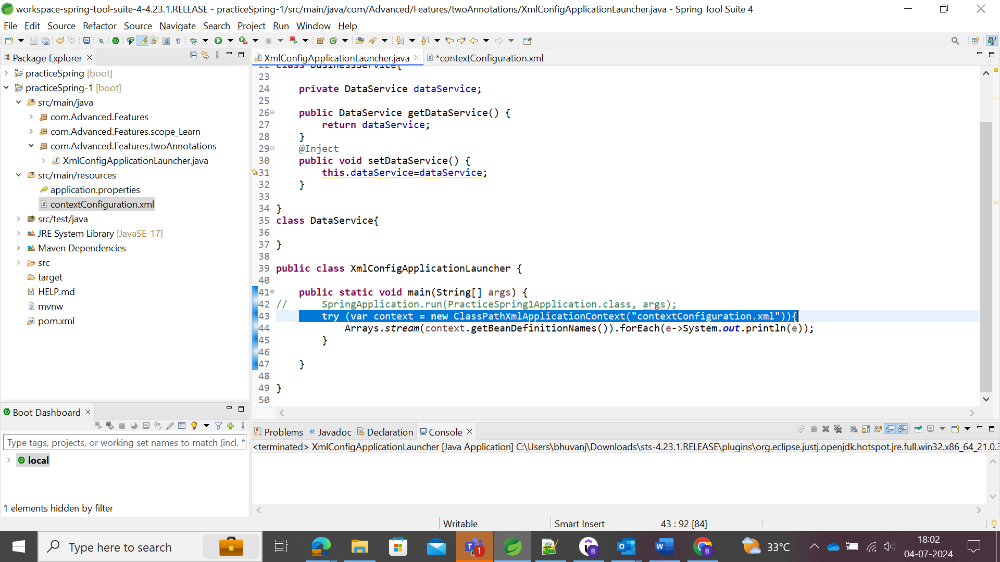 workspace-spring-tool-suite-4-4.23.1.RELEASE - practiceSpring-1/src/main/java/com/Advanced/Features/twoAnnotations/XmlConfigApplicationLauncher.java - Spring Tool Suite 4
File Edit Source Refactor Source Navigate Search Project Run Window Help
Package Explorer
practiceSpring [boot]
practiceSpring-1 [boot]
src/main/java
com.Advanced.Features
com.Advanced.Features.scope_Learn
com.Advanced.Features.twoAnnotations
XmlConfigApplicationLauncher.java
src/main/resources
application.properties
contextConfiguration.xml
src/test/java
JRE System Library [JavaSE-17]
Maven Dependencies
src
target
HELP.md
mvnw
pom.xml
XmlConfigApplicationLauncher.java *contextConfiguration.xml
22 class BusinessService{
23
24 private DataService dataService;
25
26 public DataService getDataService() {
27 return dataService;
28 }
29 @Inject
30 public void setDataService() {
31 this.dataService=dataService;
32 }
33
34 }
35 class DataService{
36
37 }
38
39 public class XmlConfigApplicationLauncher {
40
41 public static void main(String[] args) {
42 // SpringApplication.run(PracticeSpring1Application.class, args);
43 try (var context = new ClassPathXmlApplicationContext("contextConfiguration.xml")){
44 Arrays.stream(context.getBeanDefinitionNames()).forEach(e->System.out.println(e));
45 }
46
47 }
48
49 }
50
Boot Dashboard
Type tags, projects, or working set names to match (incl. *
local
1 elements hidden by filter
Problems @ Javadoc Declaration Console
<terminated> XmlConfigApplicationLauncher [Java Application] C:\Users\bhuvanj\Downloads\sts-4.23.1.RELEASE\plugins\org.eclipse.justj.openjdk.hotspot.jre.full.win32.x86_64_21.0.3
Writable Smart Insert 43 : 92 [84]
Type here to search
1
B
B
33°C
18:02
04-07-2024